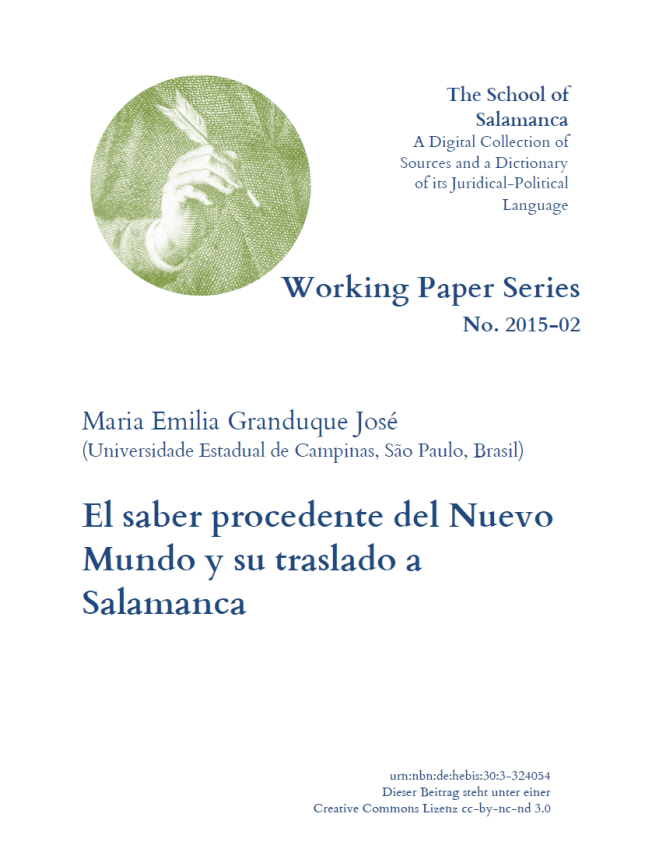 The School of
Salamanca
A Digital Collection of
Sources and a Dictionary
of its Juridical-Political
Language
Working Paper Series
No. 2015-02
Maria Emilia Granduque José
(Universidade Estadual de Campinas, São Paulo, Brasil)
El saber procedente del Nuevo
Mundo y su traslado a
Salamanca
urn:nbn:de:hebis:30:3-324054
Dieser Beitrag steht unter einer
Creative Commons Lizenz cc-by-nc-nd 3.0